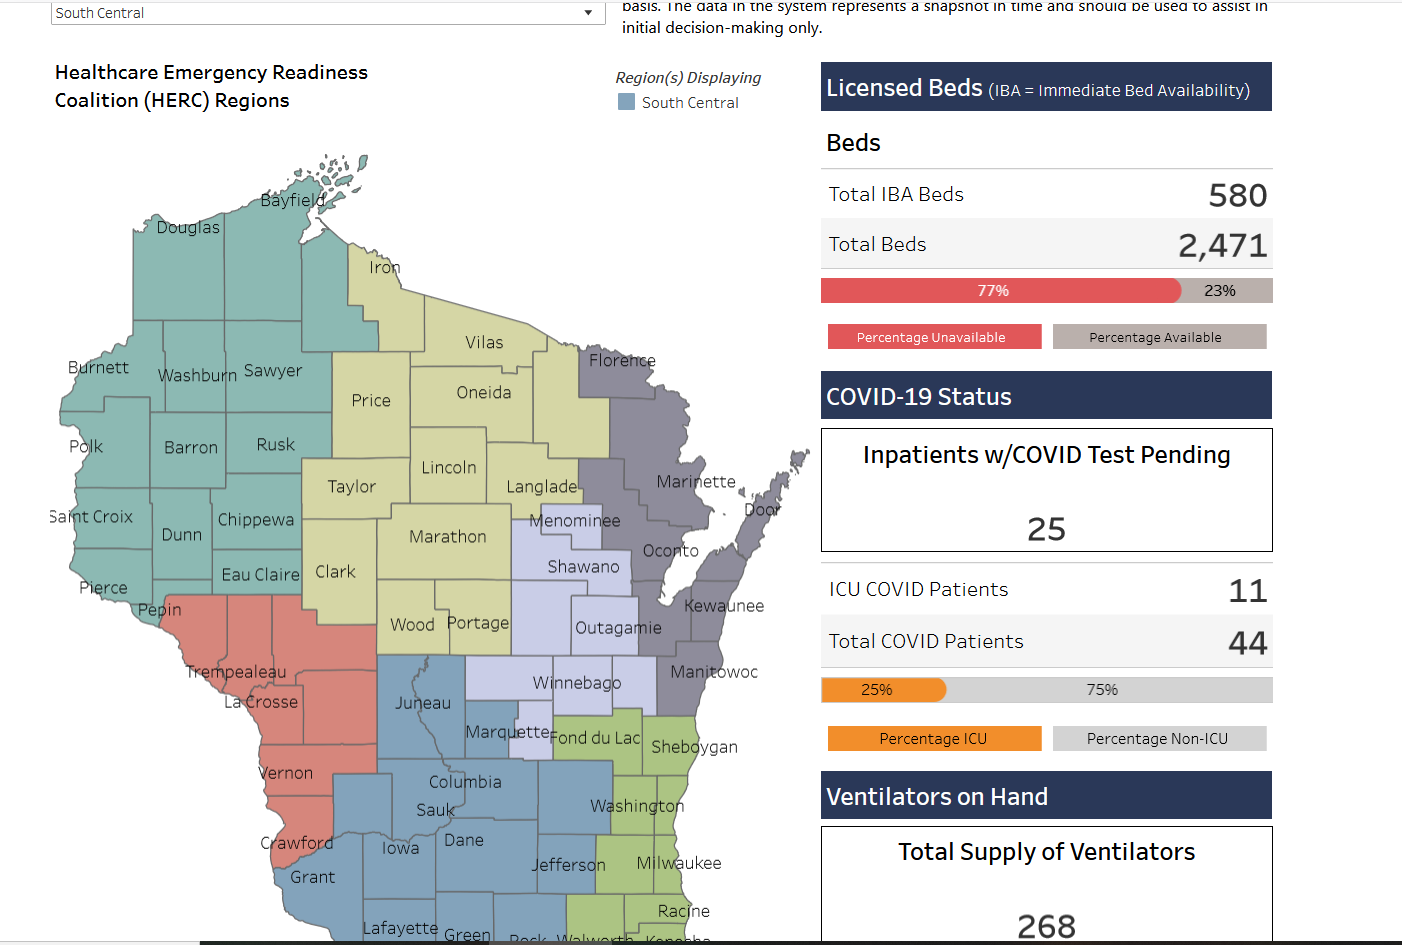 South Central
basis. The data in the system represents a snapshot in time and should be used to assist in
initial decision-making only.
Healthcare Emergency Readiness
Coalition (HERC) Regions
Region(s) Displaying
South Central
Bayfield
Douglas
Iron
Vilas
Florence
Burnett
Washburn
Sawyer
Price
Oneida
Polk
Barron
Rusk
Lincoln
Taylor
Langlade
Marinette
Door
Saint Croix
Dunn
Chippewa
Marathon
Menominee
Oconto
Pierce
Eau Claire
Clark
Shawano
Pepin
Wood
Portage
Outagamie
Kewaunee
Trempealeau
La Crosse
Juneau
Winnebago
Manitowoc
Marquette
Fond du Lac
Sheboygan
Vernon
Columbia
Sauk
Washington
Crawford
Iowa
Dane
Jefferson
Milwaukee
Grant
Lafayette
Green
Rock
Walworth
Racine
Kenosha
Licensed Beds (IBA = Immediate Bed Availability)
Beds
Total IBA Beds 580
Total Beds 2,471
77% 23%
Percentage Unavailable Percentage Available
COVID-19 Status
Inpatients w/COVID Test Pending
25
ICU COVID Patients 11
Total COVID Patients 44
25% 75%
Percentage ICU Percentage Non-ICU
Ventilators on Hand
Total Supply of Ventilators
268